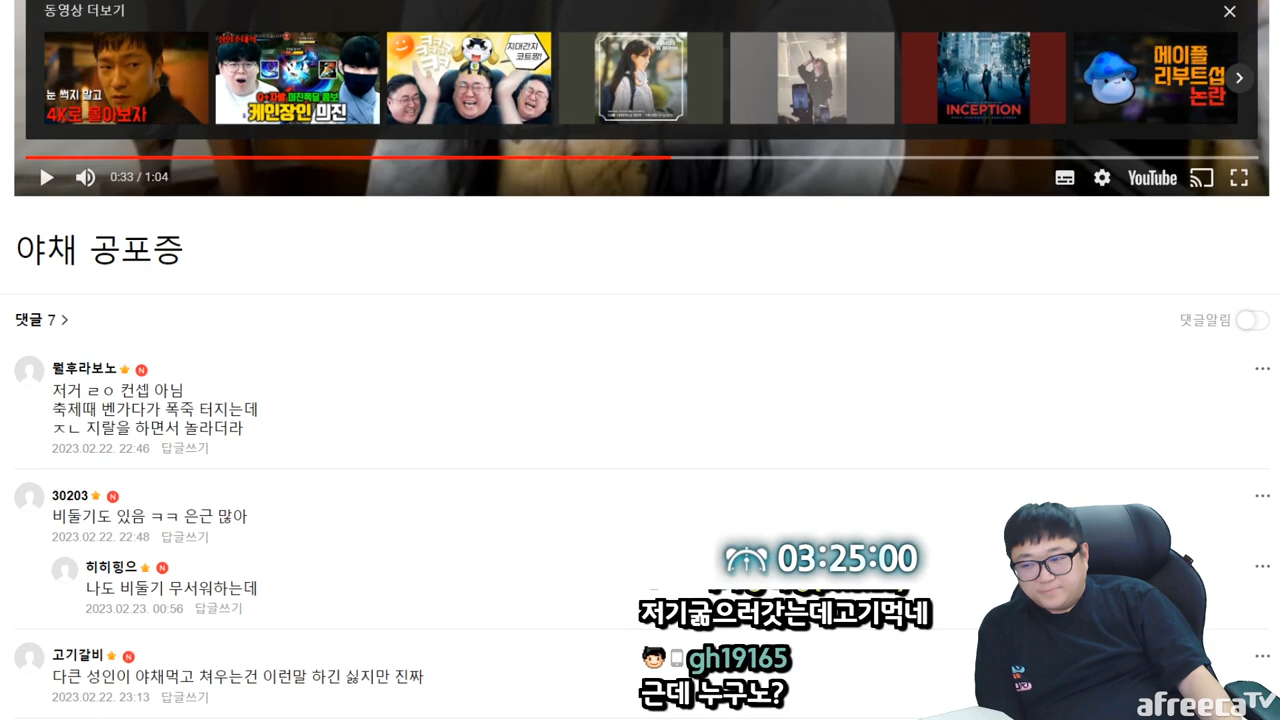 동영상 더보기
눈 썩지 말고
4K로 돌아보자
케인장인 미진
지대간지
코트짱!
INCEPTION
메이플
리부트섭
논란
0:33 / 1:04
YouTube
야채 공포증
댓글 7
댓글알림
뭘후라보노
저거 ㄹㅇ 컨셉 아님
축제때 벤가다가 폭죽 터지는데
ㅈㄴ 지랄을 하면서 놀라더라
2023.02.22. 22:46 답글쓰기
30203
비둘기도 있음 ㅋㅋ 은근 많아
2023.02.22. 22:48 답글쓰기
히히힝으
나도 비둘기 무서워하는데
2023.02.23. 00:56 답글쓰기
고기갈비
다큰 성인이 야채먹고 쳐우는건 이런말 하긴 싫지만 진짜
2023.02.22. 23:13 답글쓰기
03:25:00
저기굶으러갓는데고기먹네
gh19165
근데 누구노?
afreecaTV